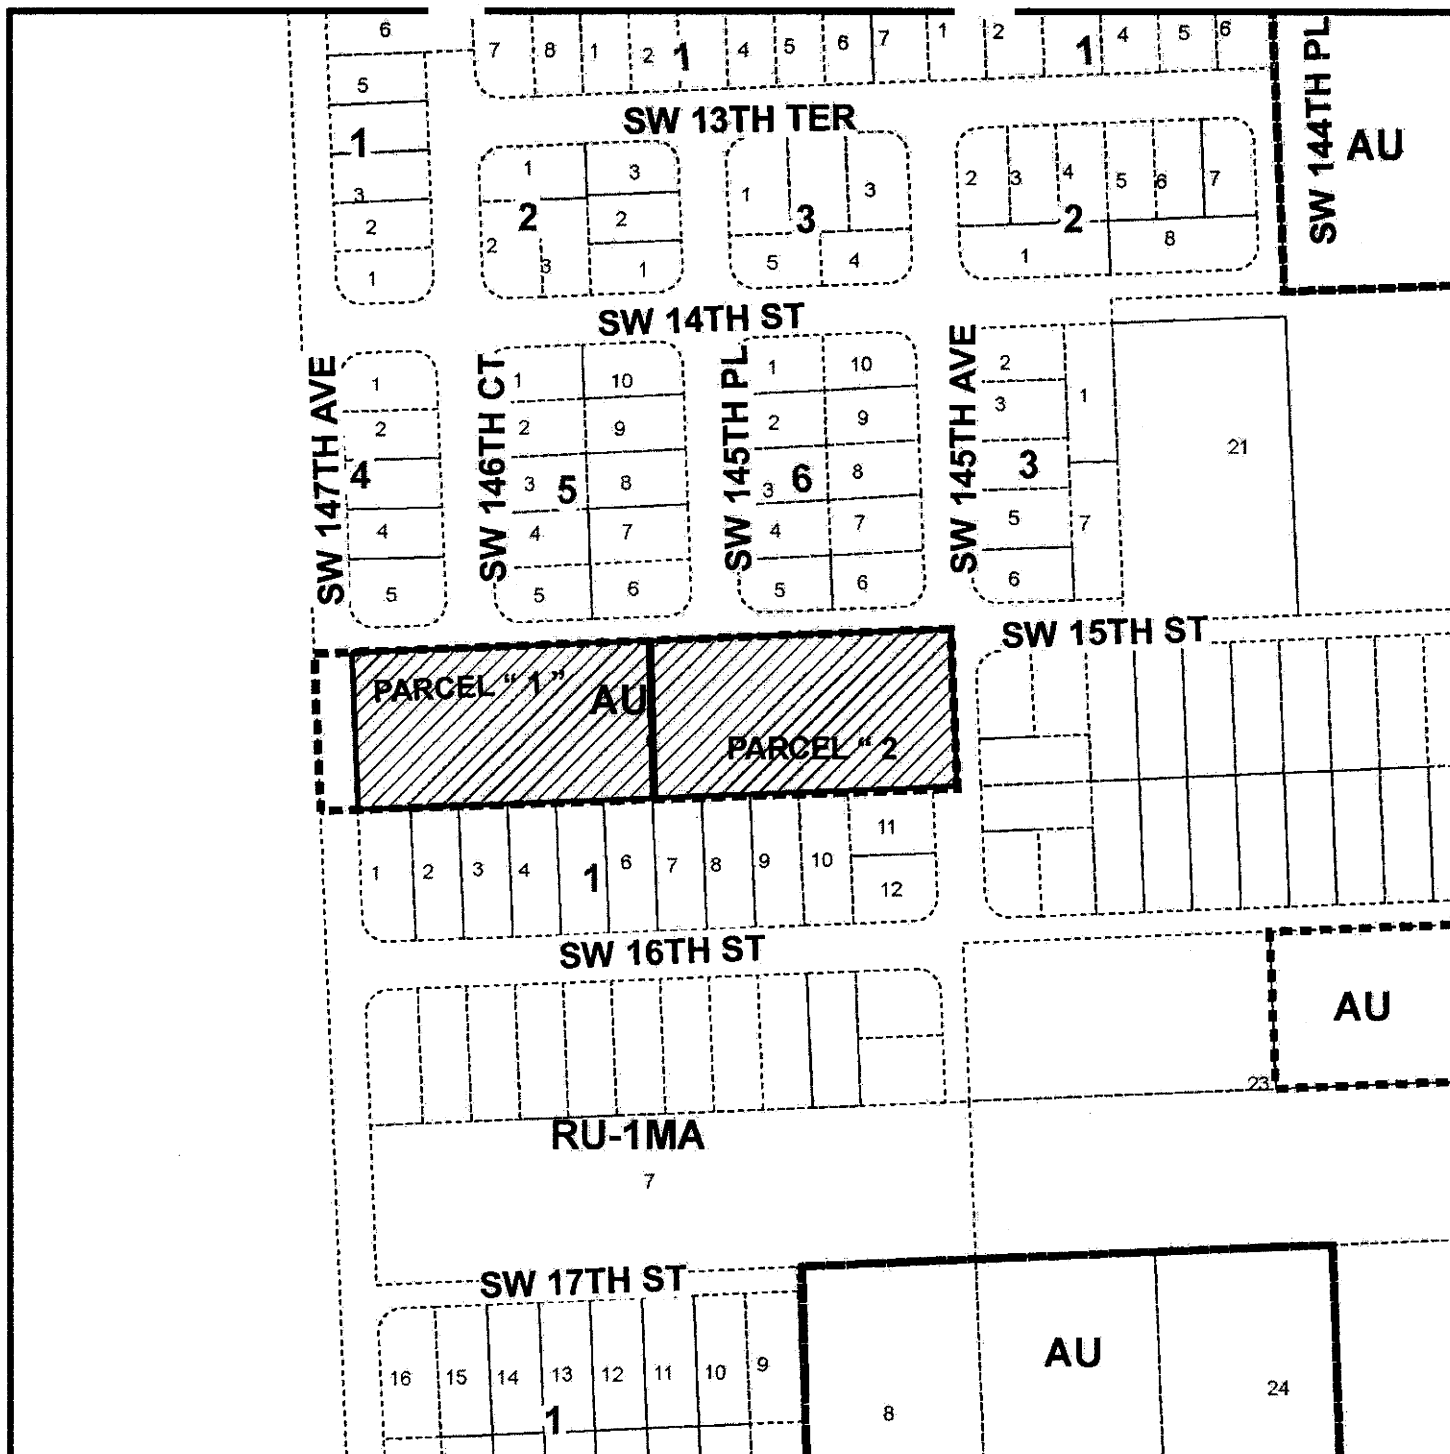 6
7 8 1 2 1 4 5 6 7 1 2 1 4 5 6
5
SW 13TH TER
SW 144TH PL
AU
1
1 3
3
2
2
2
2 3
1
1
3
3
5 4
2 3 4 5 6 7
2
1 8
1
SW 14TH ST
SW 147TH AVE
1
2
4
4
5
SW 146TH CT
1 10
2 9
3 5 8
4 7
5 6
SW 145TH PL
1 10
2 9
3 6 8
4 7
5 6
SW 145TH AVE
2
3 1
3
5 7
6
21
SW 15TH ST
PARCEL “ 1 ”
AU
PARCEL “ 2
1 2 3 4 1 6 7 8 9 10 11
12
SW 16TH ST
AU
23
RU-1MA
7
SW 17TH ST
16 15 14 13 12 11 10 9
1
AU
8
24